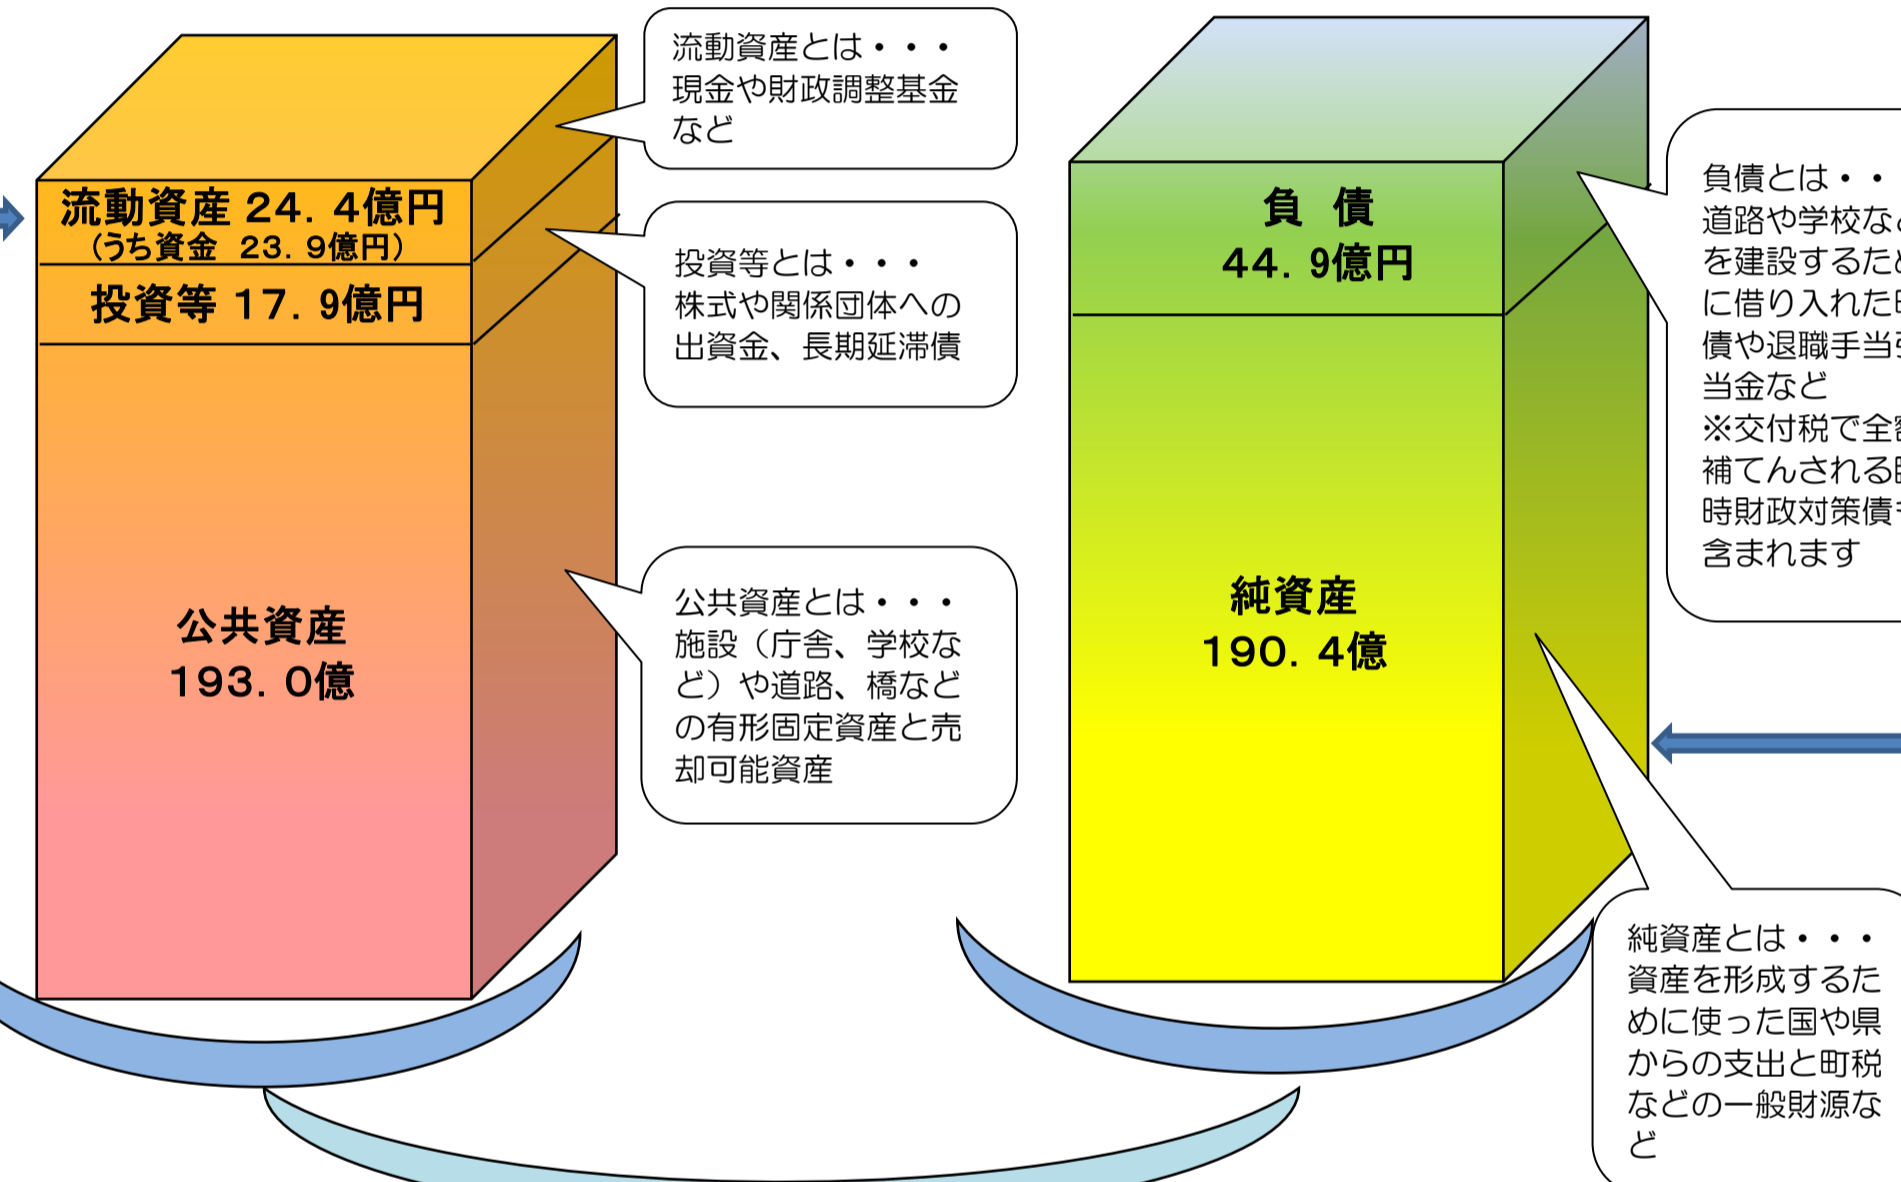 流動資産 24．4億円
（うち資金 23．9億円）
投資等 17．9億円
公共資産
193．0億
流動資産とは・・・
現金や財政調整基金
など
投資等とは・・・
株式や関係団体への
出資金、長期延滞債
公共資産とは・・・
施設（庁舎、学校な
ど）や道路、橋など
の有形固定資産と売
却可能資産
負 債
44．9億円
純資産
190．4億
負債とは・・
道路や学校など
を建設するため
に借り入れた
債や退職手当
当金など
※交付税で全額
補てんされる臨
時財政対策債
含まれます
純資産とは・・・
資産を形成するた
めに使った国や県
からの支出と町税
などの一般財源な
ど